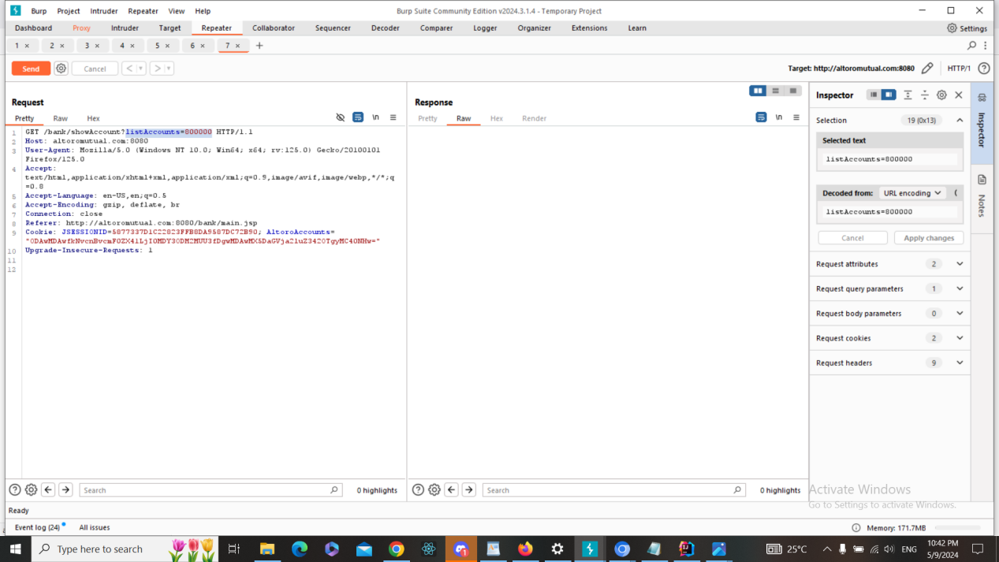 Burp Project Intruder Repeater View Help Burp Suite Community Edition v2024.3.1.4 - Temporary Project
Dashboard Proxy Intruder Target Repeater Collaborator Sequencer Decoder Comparer Logger Organizer Extensions Learn Settings
1 × 2 × 3 × 4 × 5 × 6 × 7 × +
Send Cancel < > Target: http://altoromutual.com:8080 HTTP/1 ?
Request
Pretty Raw Hex \n
1 GET /bank/showAccount?listAccounts=800000 HTTP/1.1
2 Host: altoromutual.com:8080
3 User-Agent: Mozilla/5.0 (Windows NT 10.0; Win64; x64; rv:125.0) Gecko/20100101
Firefox/125.0
4 Accept:
text/html,application/xhtml+xml,application/xml;q=0.9,image/avif,image/webp,*/*;q
=0.8
5 Accept-Language: en-US,en;q=0.5
6 Accept-Encoding: gzip, deflate, br
7 Connection: close
8 Referer: http://altoromutual.com:8080/bank/main.jsp
9 Cookie: AltoroAccounts=
10 Upgrade-Insecure-Requests: 1
11
12
Search 0 highlights
Response
Pretty Raw Hex Render \n
Search 0 highlights
Inspector
Selection 19 (0x13)
Selected text
listAccounts=800000
Decoded from: URL encoding (
listAccounts=800000
Cancel Apply changes
Request attributes 2
Request query parameters 1
Request body parameters 0
Request cookies 2
Request headers 9
Inspector
Notes
Activate Windows
Go to Settings to activate Windows.
Ready
Event log (24) All issues Memory: 171.7MB
Type here to search 25°C ENG 10:42 PM
5/9/2024